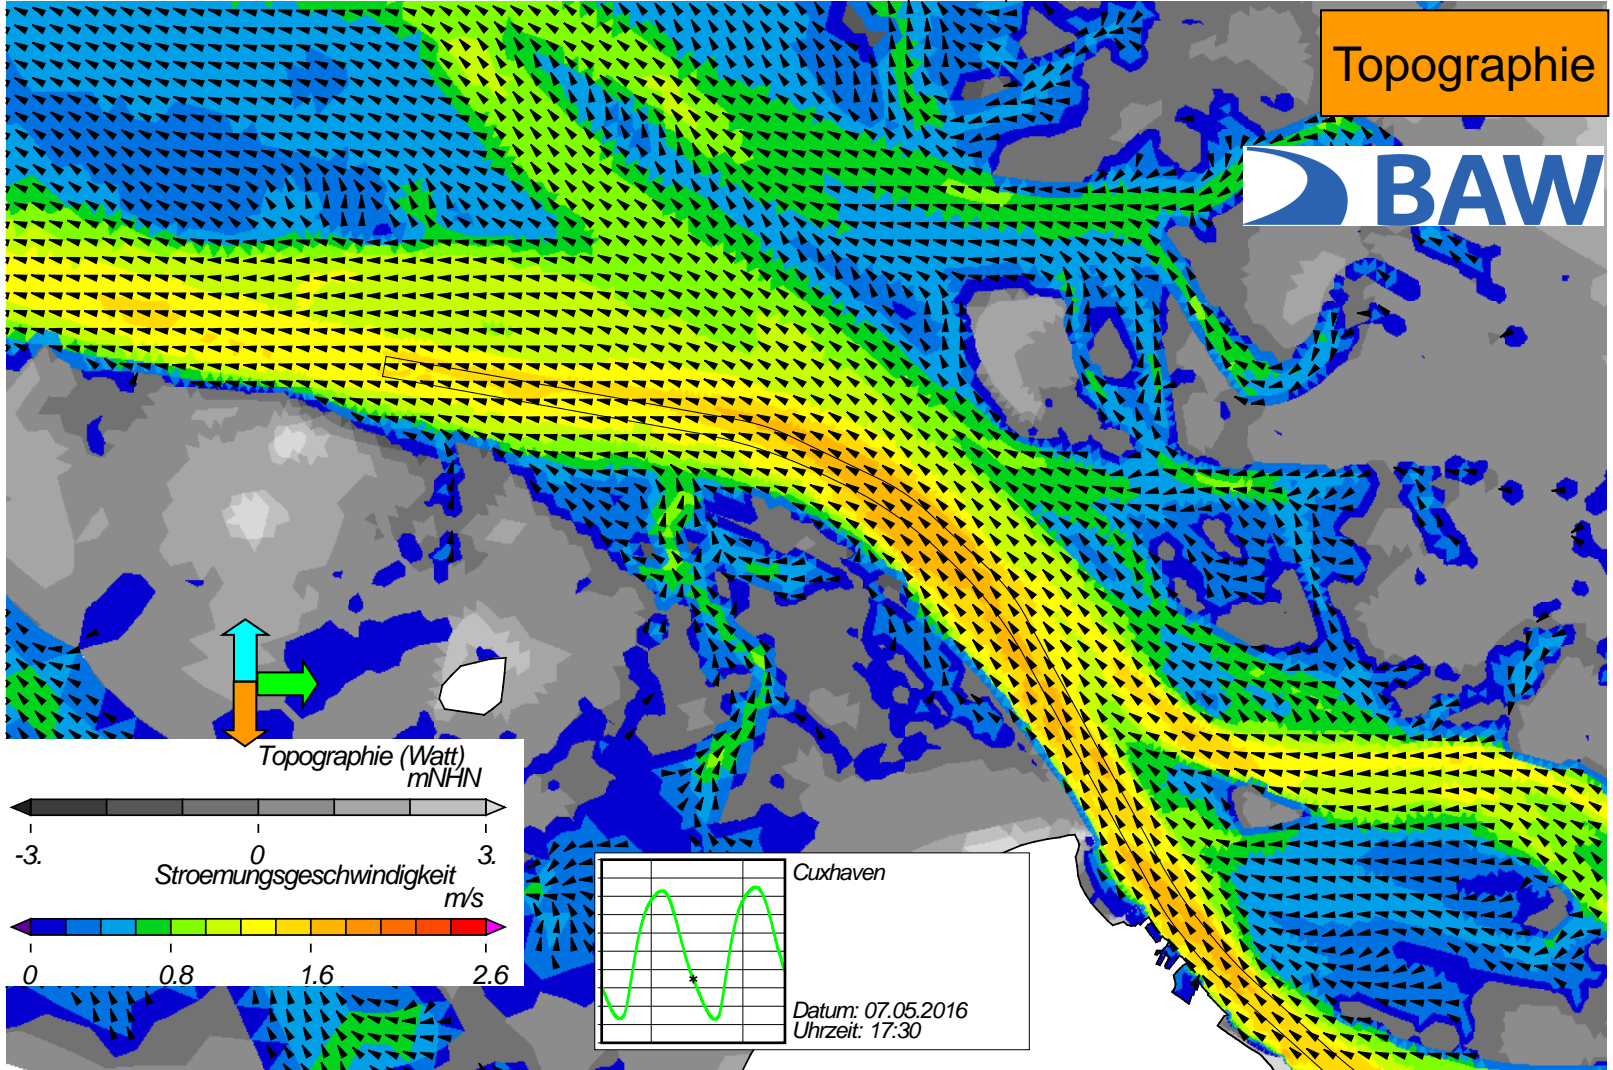 Topographie
BAW
Topographie (Watt)
mNHN
-3. 0 3.
Stroemungsgeschwindigkeit
m/s
0 0.8 1.6 2.6
Cuxhaven
Datum: 07.05.2016
Uhrzeit: 17:30